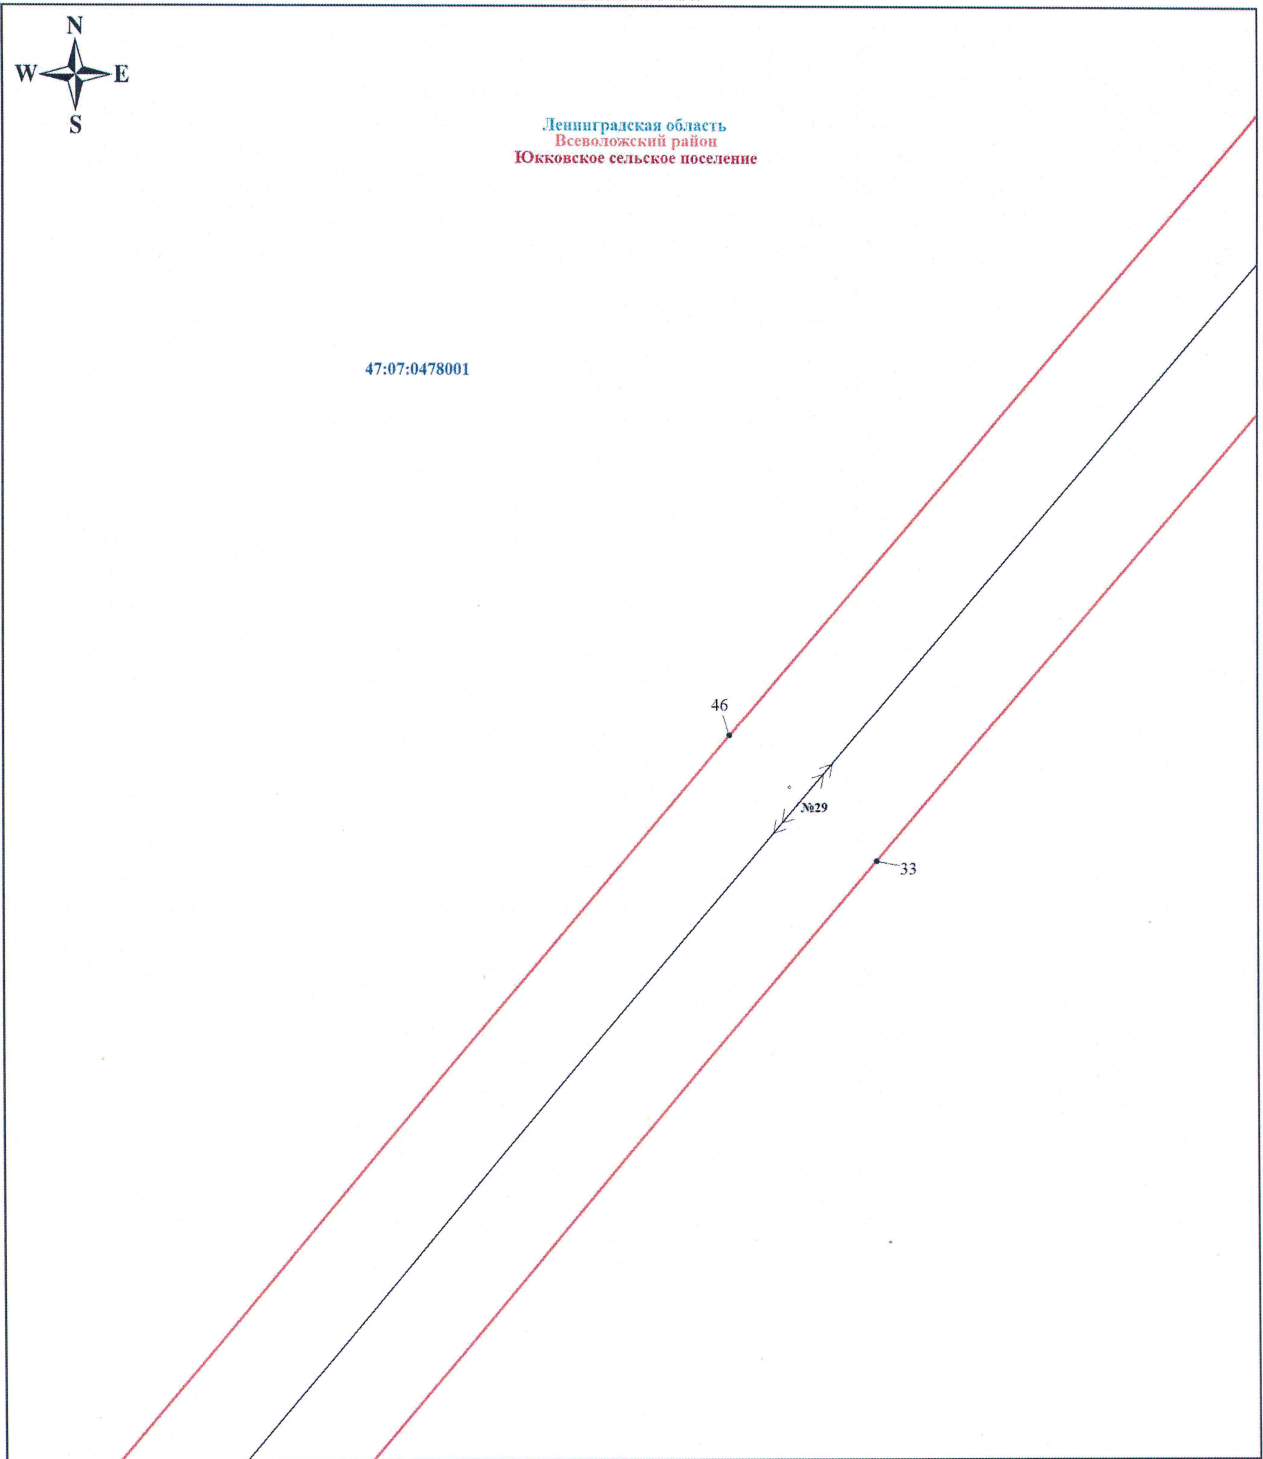 N
W E
S
Ленинградская область
Всеволожский район
Юкковское сельское поселение
47:07:0478001
46
№29
33